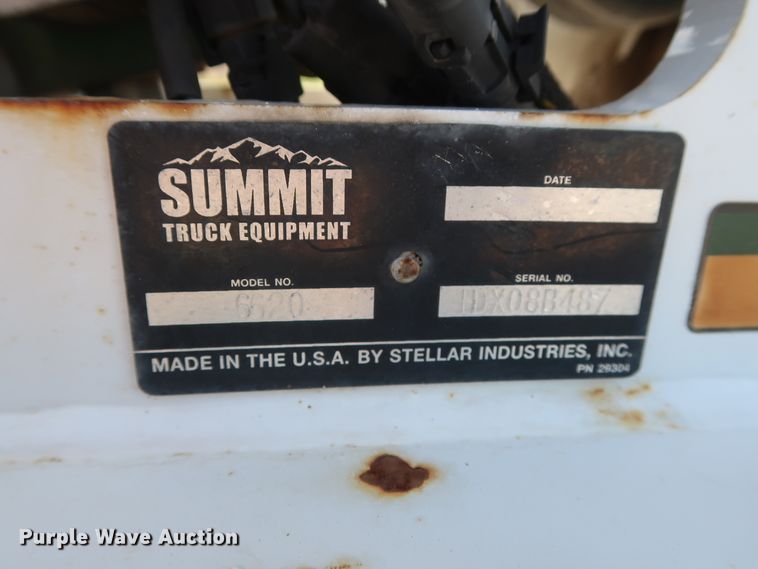 SUMMIT
TRUCK EQUIPMENT
DATE
MODEL NO.
6620
SERIAL NO.
MADE IN THE U.S.A. BY STELLAR INDUSTRIES, INC.
PN 29304
Purple Wave Auction